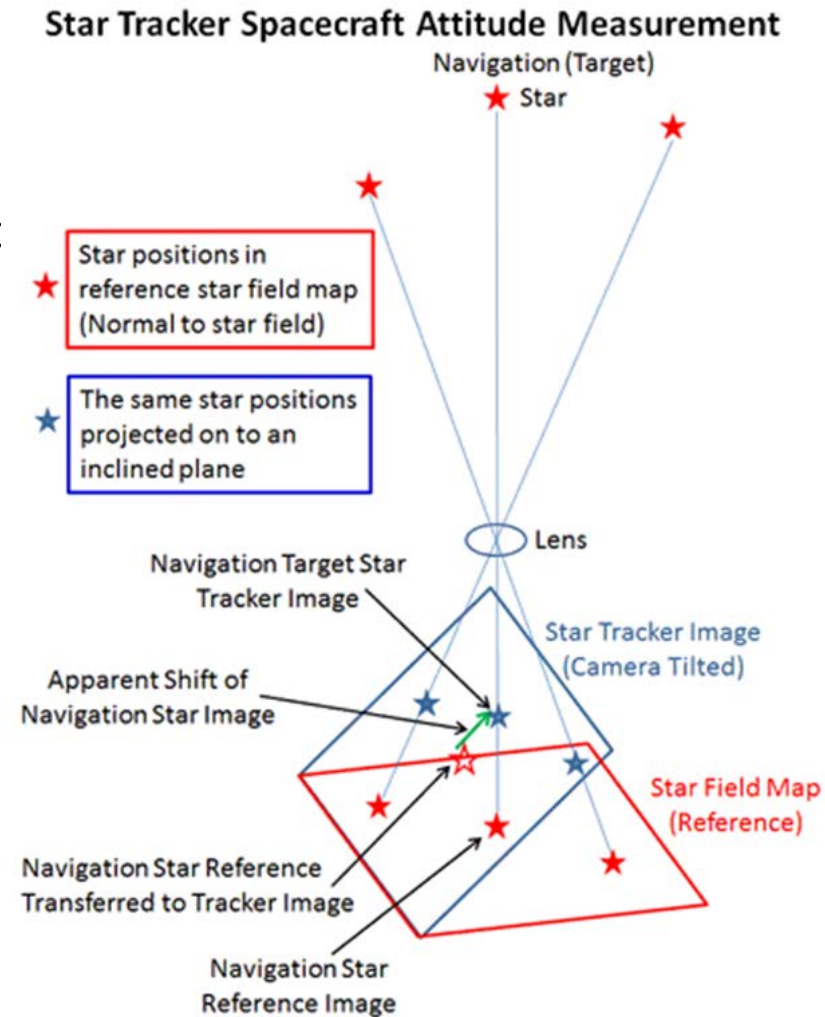 Star Tracker Spacecraft Attitude Measurement
Navigation (Target)
Star
Star positions in
reference star field map
(Normal to star field)
The same star positions
projected on to an
inclined plane
Lens
Navigation Target Star
Tracker Image
Star Tracker Image
(Camera Tilted)
Apparent Shift of
Navigation Star Image
Star Field Map
(Reference)
Navigation Star Reference
Transferred to Tracker Image
Navigation Star
Reference Image